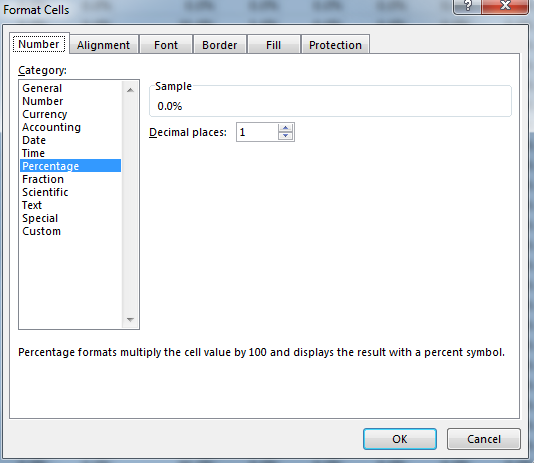 Format Cells
?
Number Alignment Font Border Fill Protection
Category:
General
Number
Currency
Accounting
Date
Time
Percentage
Fraction
Scientific
Text
Special
Custom
Sample
0.0%
Decimal places: 1
Percentage formats multiply the cell value by 100 and displays the result with a percent symbol.
OK Cancel